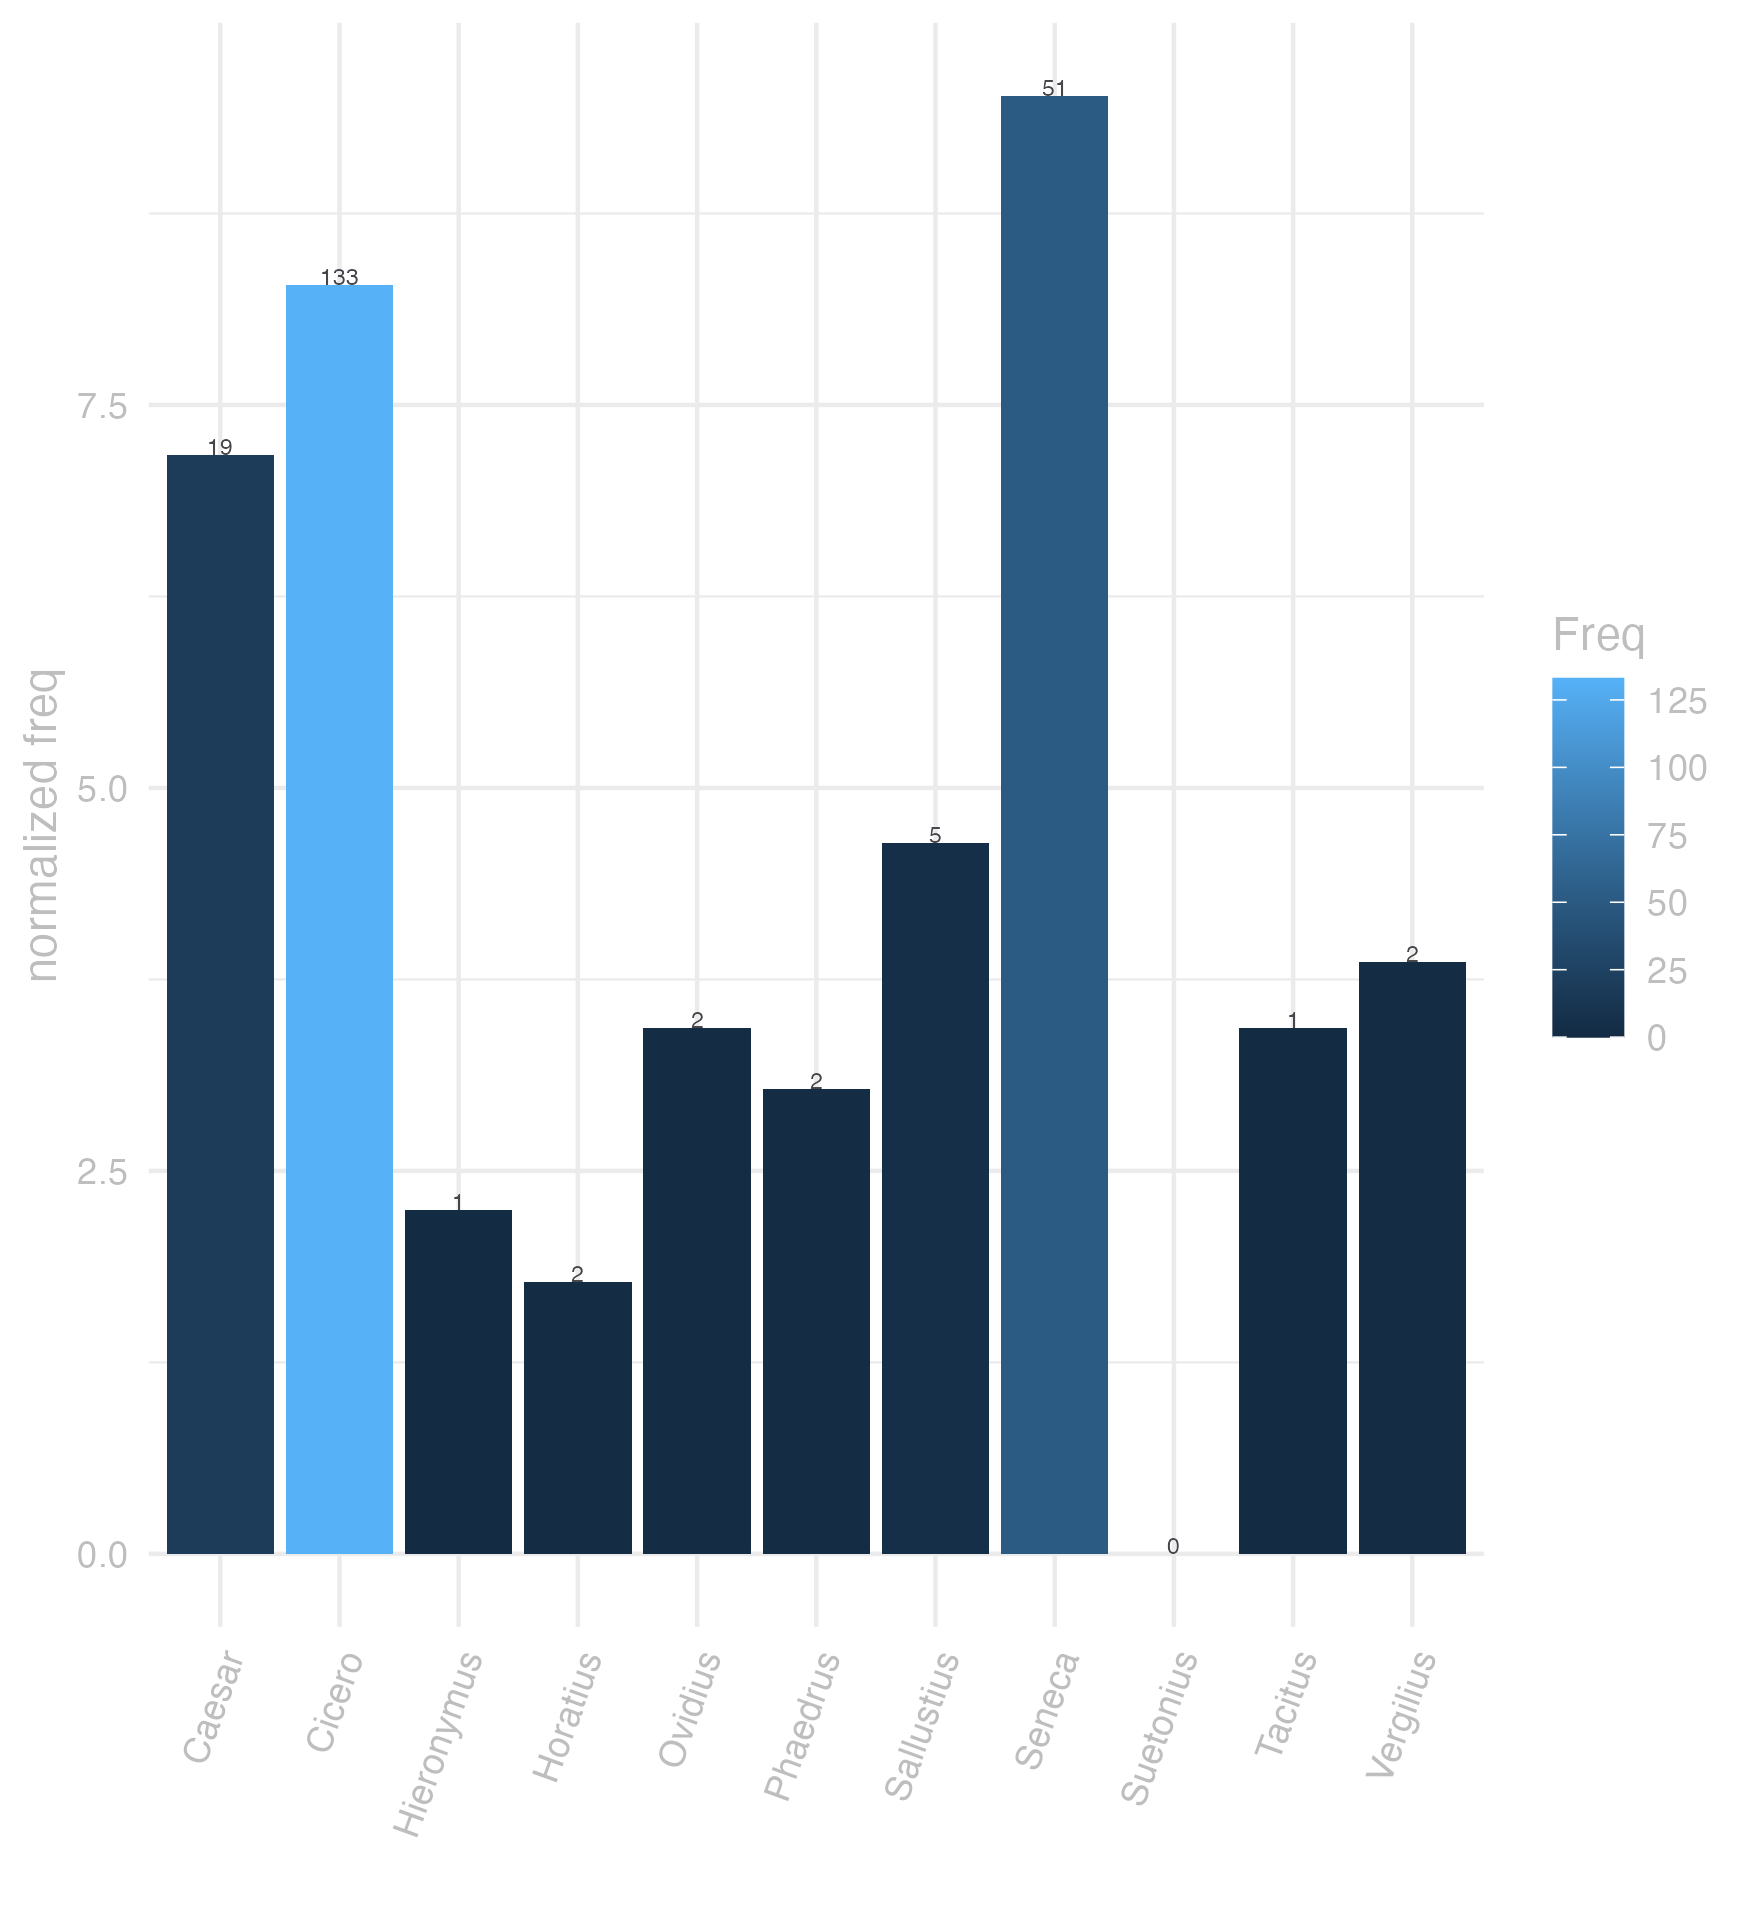 51
133
7.5
19
Freq
125
100
75
50
25
0
normalized freq
5.0
5
2
2
1
2
2.5
1
2
0.0
0
Caesar
Cicero
Hieronymus
Horatius
Ovidius
Phaedrus
Sallustius
Seneca
Suetonius
Tacitus
Vergilius